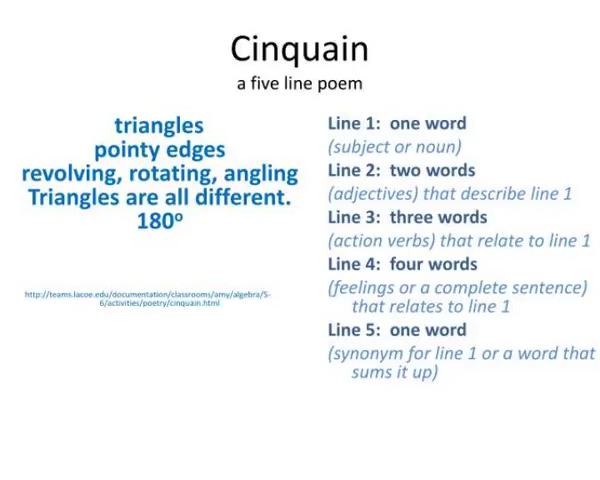 Cinquain
a five line poem
triangles
pointy edges
revolving, rotating, angling
Triangles are all different.
180º
http://teams.lacoe.edu/documentation/classrooms/amy/algebra/5-
6/activities/poetry/cinquain.html
Line 1:  one word
(subject or noun)
Line 2:  two words
(adjectives) that describe line 1
Line 3:  three words
(action verbs) that relate to line 1
Line 4:  four words
(feelings or a complete sentence)
that relates to line 1
Line 5:  one word
(synonym for line 1 or a word that
sums it up)